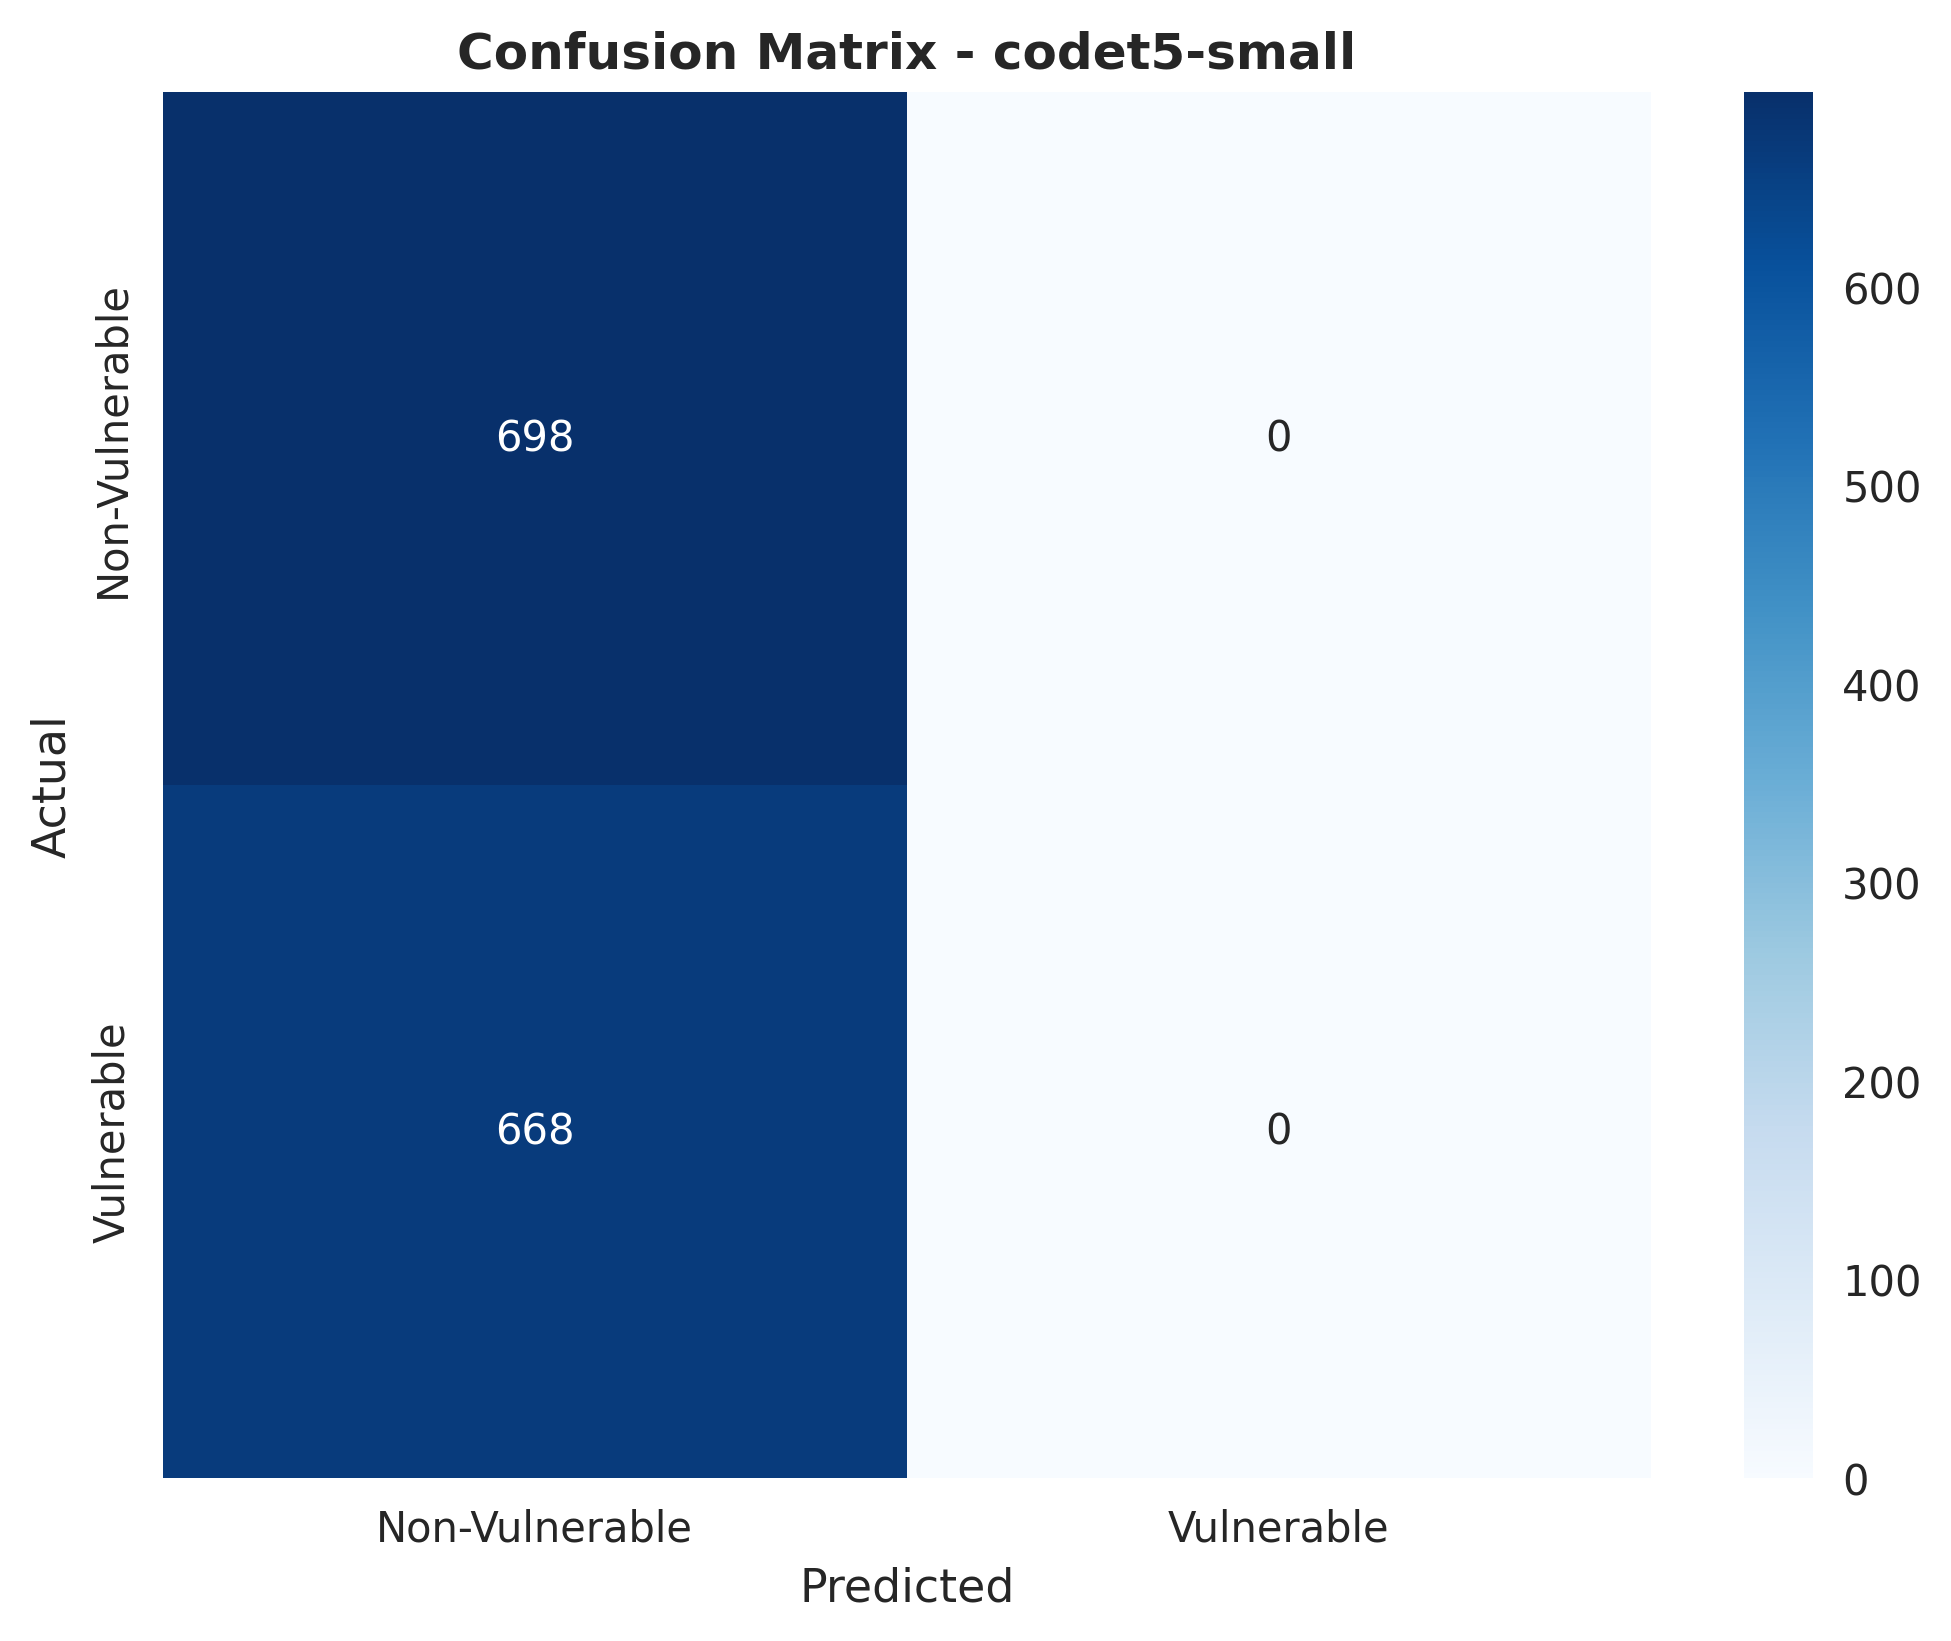 Confusion Matrix - codet5-small
Non-Vulnerable
Vulnerable
Actual
698
0
668
0
Non-Vulnerable
Vulnerable
Predicted
600
500
400
300
200
100
0